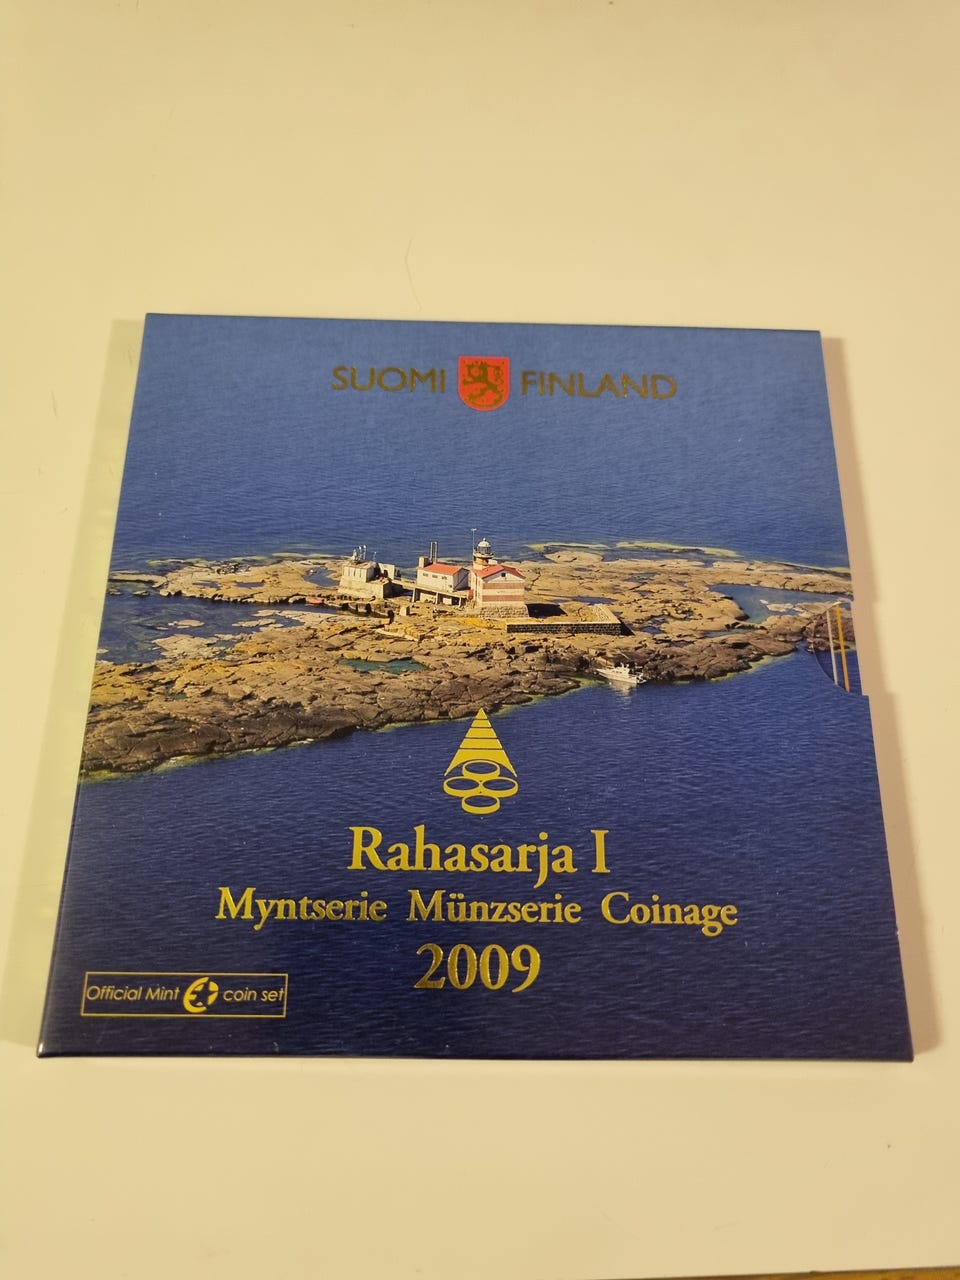 SUOMI FINLAND
Rahasarja I
Myntserie Münzserie Coinage
2009
Official Mint coin set